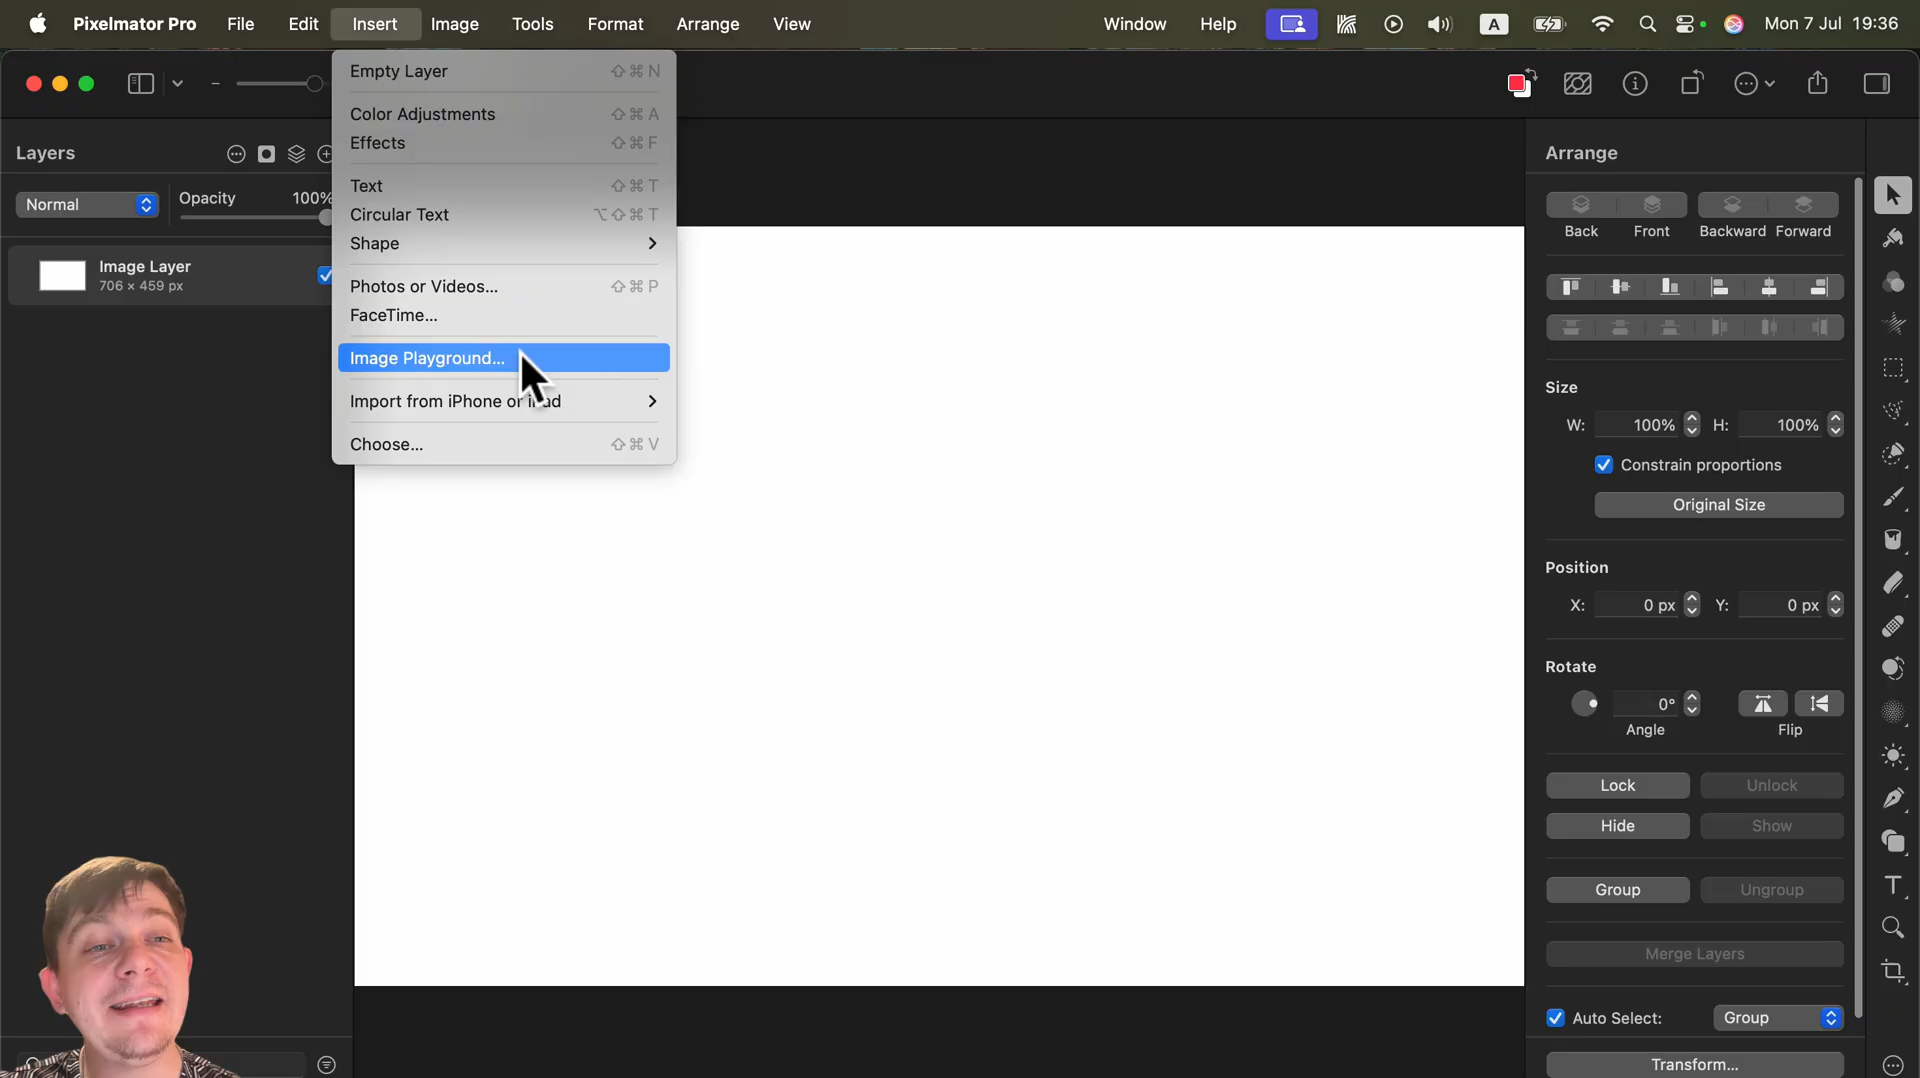 Pixelmator Pro File Edit Insert Image Tools Format Arrange View Window Help A Mon 7 Jul 19:36
Empty Layer ⇧⌘N
Color Adjustments ⇧⌘A
Effects ⇧⌘F
Text ⇧⌘T
Circular Text ⌥⇧⌘T
Shape
Photos or Videos... ⇧⌘P
FaceTime...
Image Playground...
Import from iPhone or
Choose... ⇧⌘V
Layers
Normal Opacity 100%
Image Layer
706 × 459 px
Arrange
Back Front Backward Forward
Size
W: 100% H: 100%
Constrain proportions
Original Size
Position
X: 0 px Y: 0 px
Rotate
0°
Angle Flip
Lock Unlock
Hide Show
Group Ungroup
Merge Layers
Auto Select: Group
Transform...